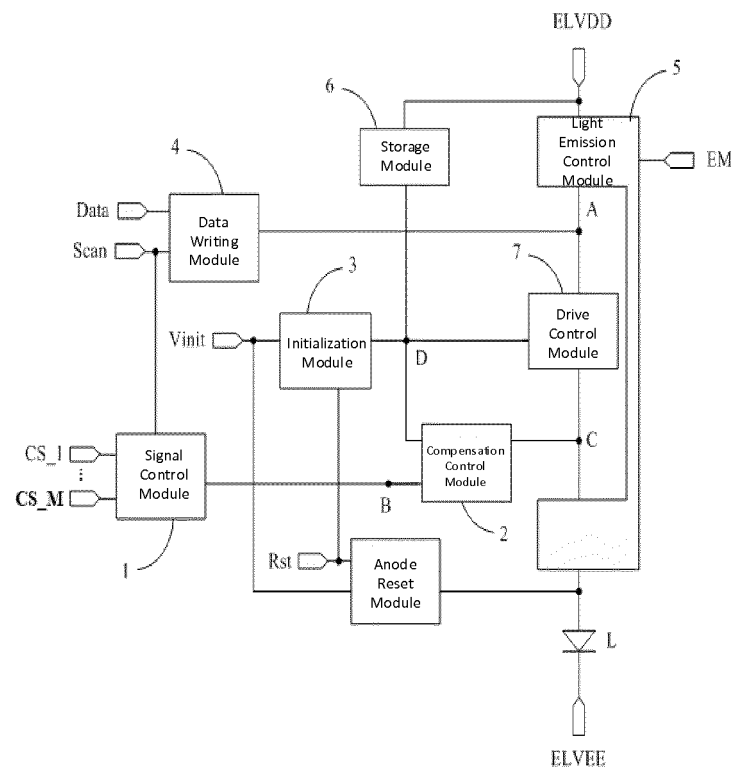 ELVDD
5
6
Light
Emission
Control
Module
Storage
Module
EM
4
Data
Data
Writing
Module
A
Scan
7
3
Drive
Control
Module
Vinit
Initialization
Module
D
CS_1
Signal
Control
Module
Compensation
Control
Module
C
CS_M
B
2
1
Rst
Anode
Reset
Module
L
ELVEE